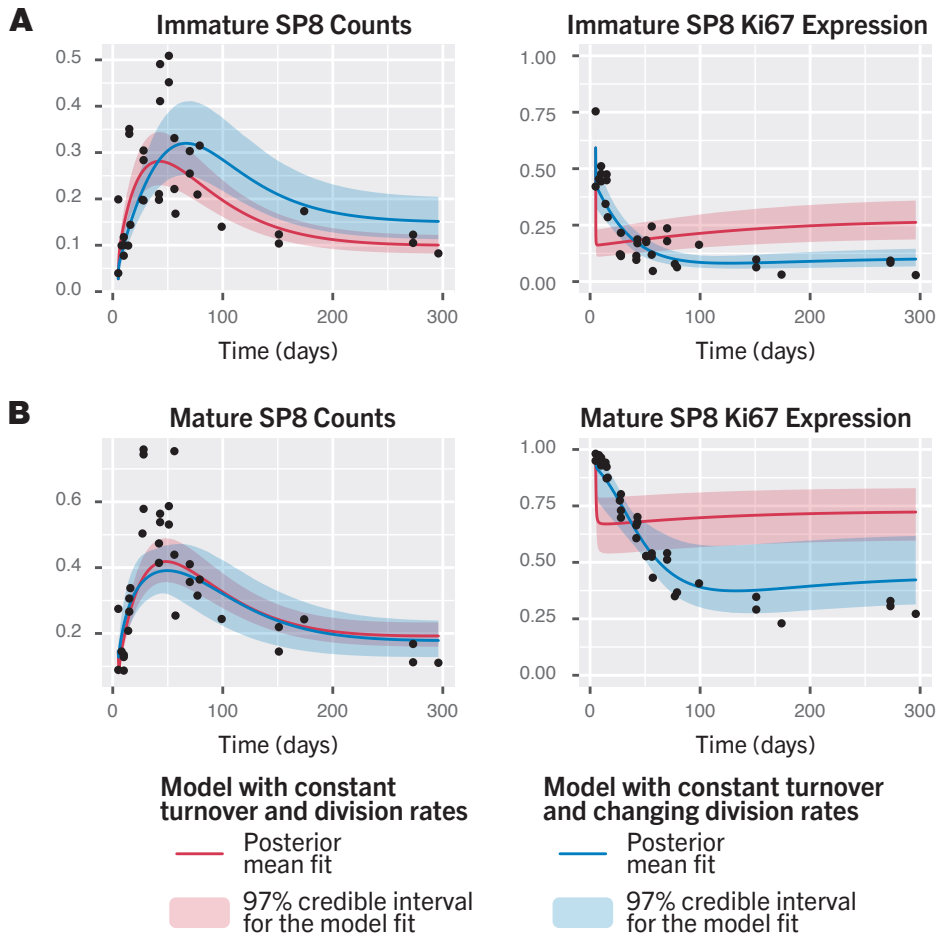 A
Immature SP8 Counts
0.5
0.4
0.3
0.2
0.1
0.0
0
100
200
300
Time (days)
Immature SP8 Ki67 Expression
1.00
0.75
0.50
0.25
0.00
0
100
200
300
Time (days)
B
Mature SP8 Counts
0.6
0.4
0.2
0
100
200
300
Time (days)
Mature SP8 Ki67 Expression
1.00
0.75
0.50
0.25
0.00
0
100
200
300
Time (days)
Model with constant
turnover and division rates
Posterior
mean fit
97% credible interval
for the model fit
Model with constant turnover
and changing division rates
Posterior
mean fit
97% credible interval
for the model fit